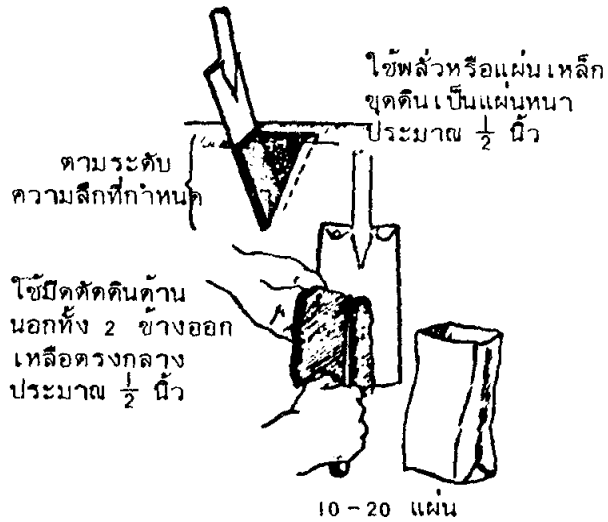 ใช้พลั่วหรือแผ่นเหล็ก
ขุดดินเป็นแผ่นหนา
ประมาณ 1/2 นิ้ว
ตามระดับ
ความลึกที่กำหนด
ใช้มีดตัดดินด้าน
นอกทั้ง 2 ข้างออก
เหลือตรงกลาง
ประมาณ 1/2 นิ้ว
10-20 แผ่น